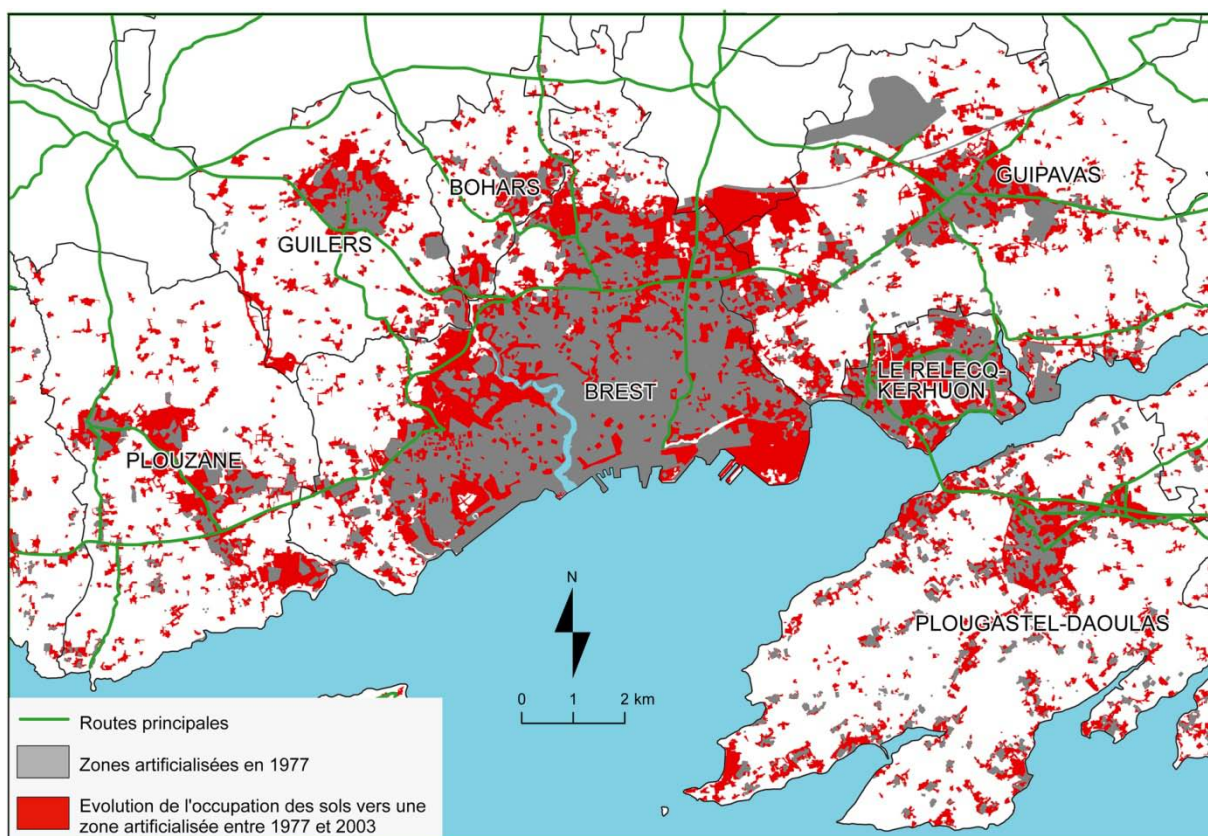 GUIPAVAS
BOHARS
GUILERS
LE RELECQ-
KERHUON
BREST
PLOUZANE
N
PLOUGASTEL-DAOULAS
0 1 2 km
Routes principales
Zones artificialisées en 1977
Evolution de l'occupation des sols vers une
zone artificialisée entre 1977 et 2003